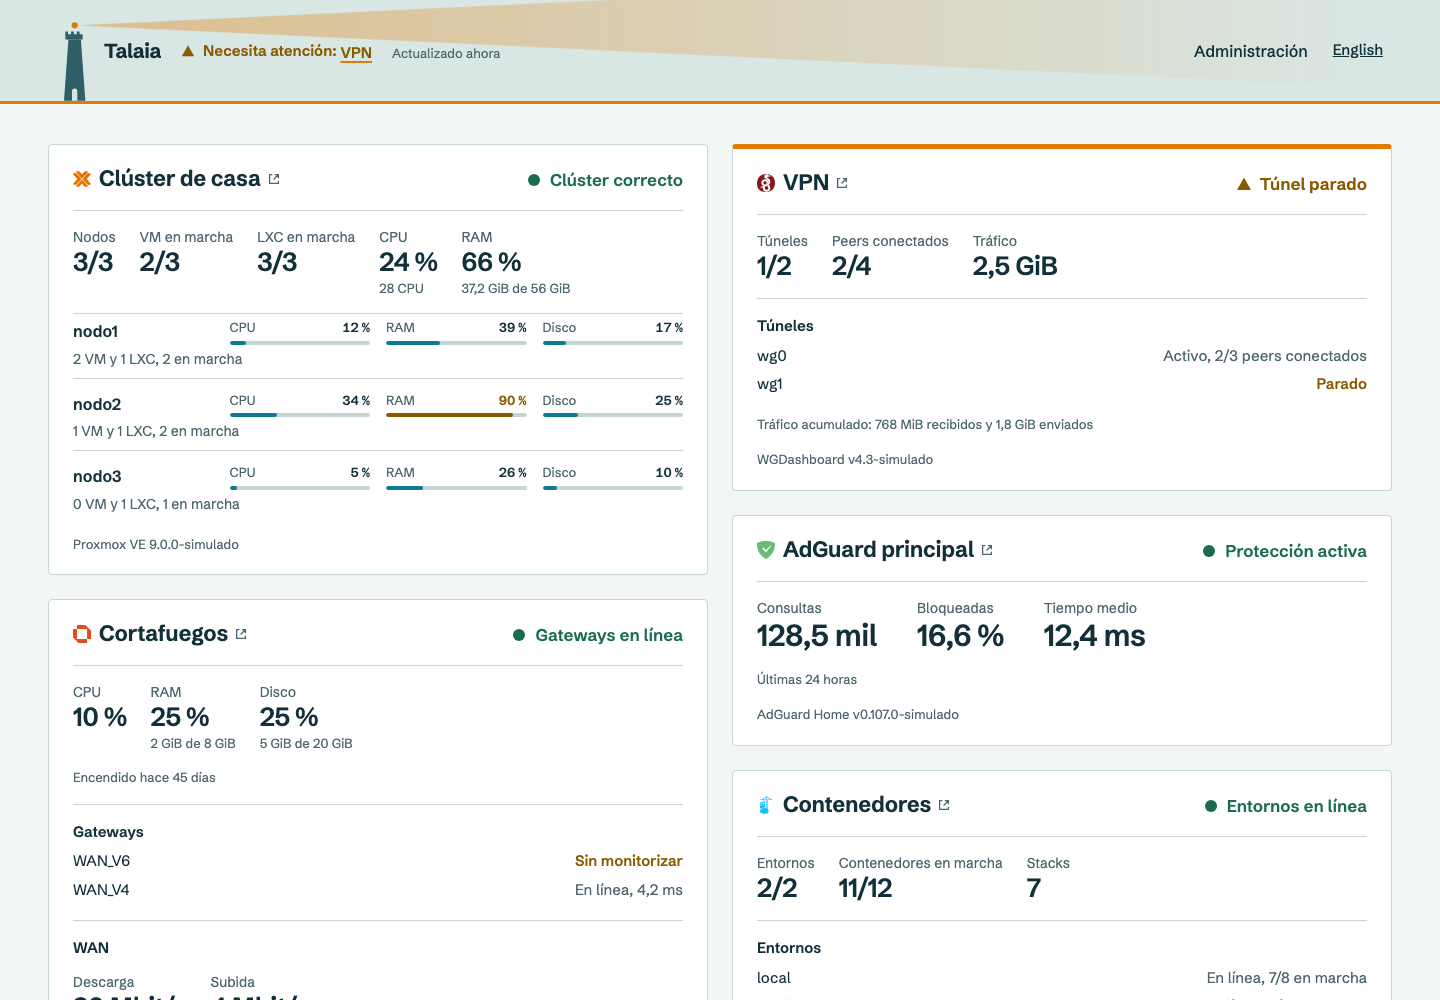 Talaia
Necesita atención: VPN
Actualizado ahora
Administración
English
Clúster de casa
Clúster correcto
Nodos VM en marcha LXC en marcha CPU RAM
3/3 2/3 3/3 24 % 66 %
28 CPU 37,2 GiB de 56 GiB
nodo1 CPU 12 % RAM 39 % Disco 17 %
2 VM y 1 LXC, 2 en marcha
nodo2 CPU 34 % RAM 90 % Disco 25 %
1 VM y 1 LXC, 2 en marcha
nodo3 CPU 5 % RAM 26 % Disco 10 %
0 VM y 1 LXC, 1 en marcha
Proxmox VE 9.0.0-simulado
Cortafuegos
Gateways en línea
CPU RAM Disco
10 % 25 % 25 %
2 GiB de 8 GiB 5 GiB de 20 GiB
Encendido hace 45 días
Gateways
WAN_V6 Sin monitorizar
WAN_V4 En línea, 4,2 ms
WAN
Descarga Subida
VPN
Túnel parado
Túneles Peers conectados Tráfico
1/2 2/4 2,5 GiB
Túneles
wg0 Activo, 2/3 peers conectados
wg1 Parado
Tráfico acumulado: 768 MiB recibidos y 1,8 GiB enviados
WGDashboard v4.3-simulado
AdGuard principal
Protección activa
Consultas Bloqueadas Tiempo medio
128,5 mil 16,6 % 12,4 ms
Últimas 24 horas
AdGuard Home v0.107.0-simulado
Contenedores
Entornos en línea
Entornos Contenedores en marcha Stacks
2/2 11/12 7
Entornos
local En línea, 7/8 en marcha